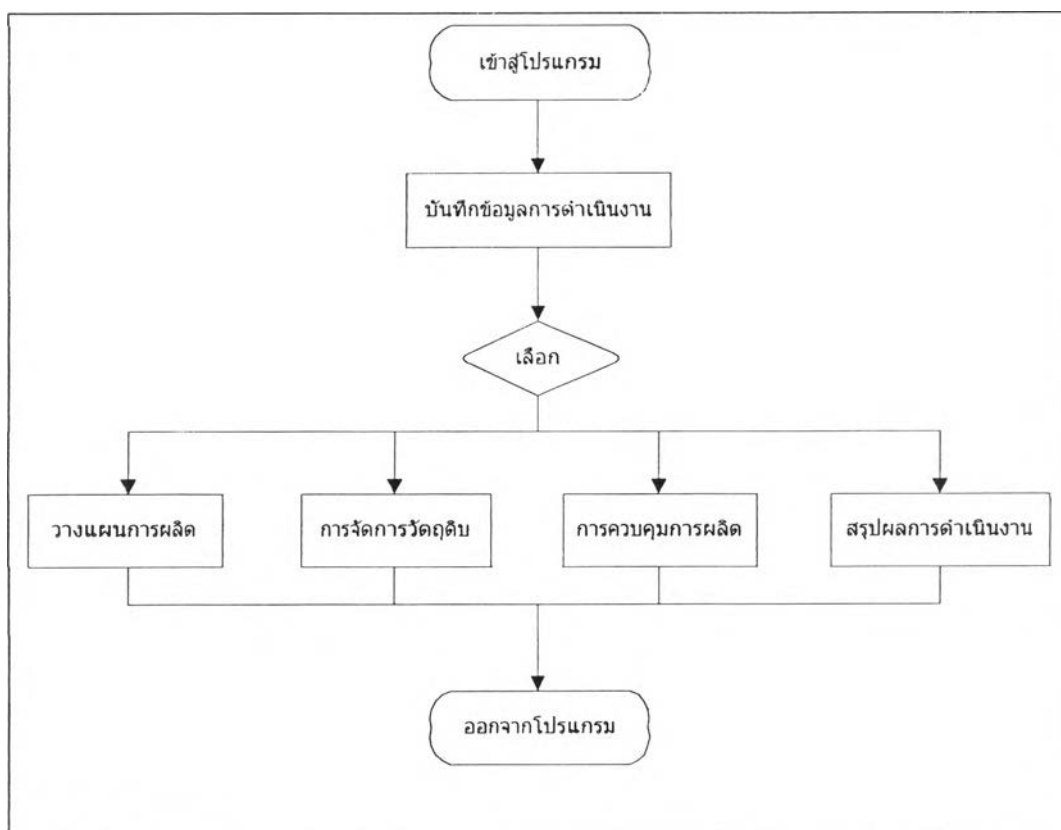 เข้าสู่โปรแกรม
บันทึกข้อมูลการดำเนินงาน
เลือก
วางแผนการผลิต
การจัดการวัตถุดิบ
การควบคุมการผลิต
สรุปผลการดำเนินงาน
ออกจากโปรแกรม